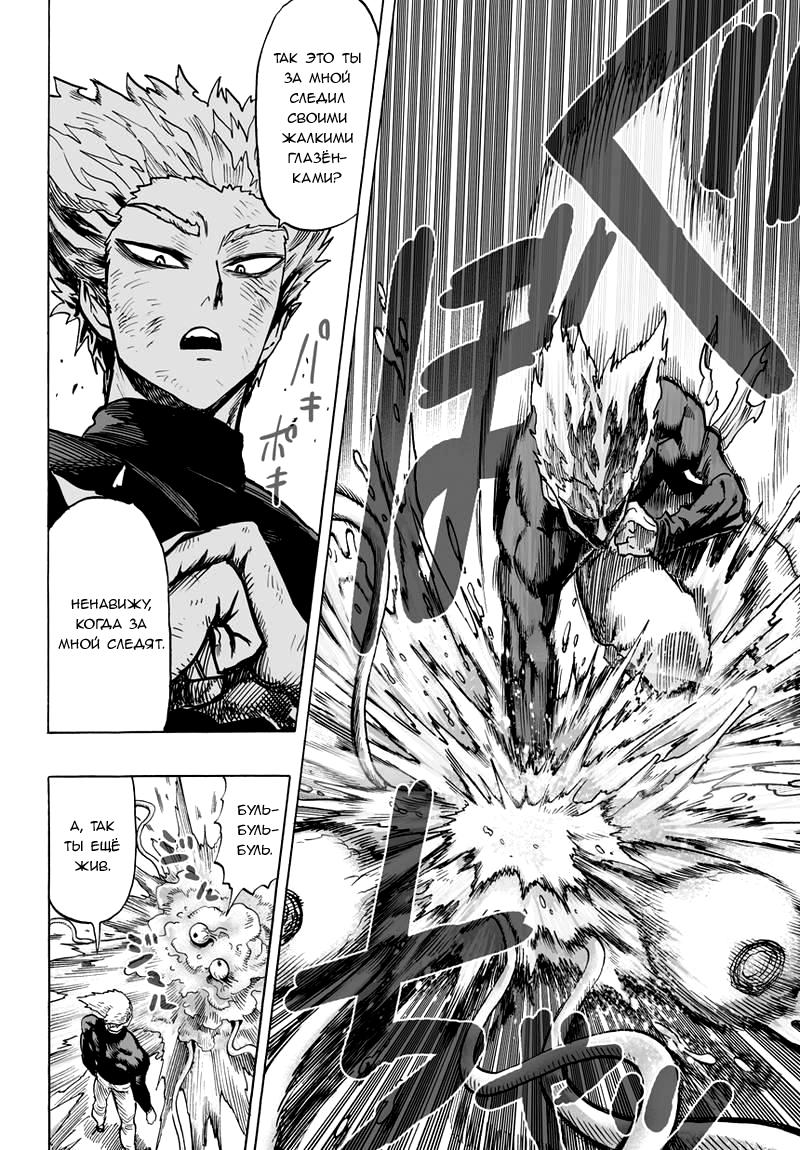 ТАК ЭТО ТЫ
ЗА МНОЙ
СЛЕДИЛ
СВОИМИ
ЖАЛКИМИ
ГЛАЗЁН-
КАМИ?
パキ
ポキ
НЕНАВИЖУ,
КОГДА ЗА
МНОЙ СЛЕДЯТ.
БУЛЬ-
БУЛЬ-
БУЛЬ.
А, ТАК
ТЫ ЕЩЁ
ЖИВ.